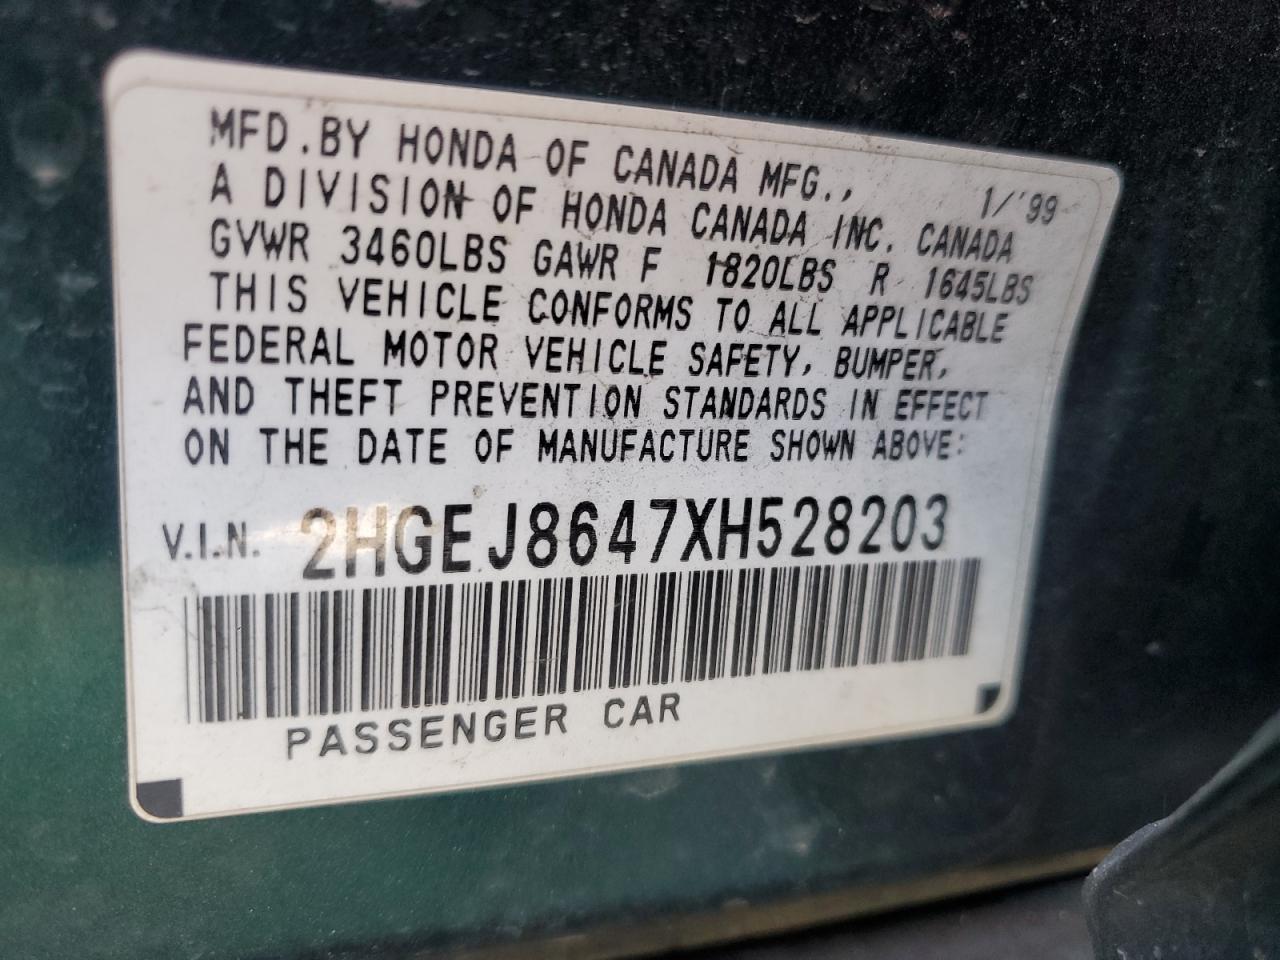 MFD.BY HONDA OF CANADA MFG., 1/'99
A DIVISION OF HONDA CANADA INC. CANADA
GVWR 3460LBS GAWR F 1820LBS R 1645LBS
THIS VEHICLE CONFORMS TO ALL APPLICABLE
FEDERAL MOTOR VEHICLE SAFETY, BUMPER,
AND THEFT PREVENTION STANDARDS IN EFFECT
ON THE DATE OF MANUFACTURE SHOWN ABOVE:
V.I.N. 2HGEJ8647XH528203
PASSENGER CAR